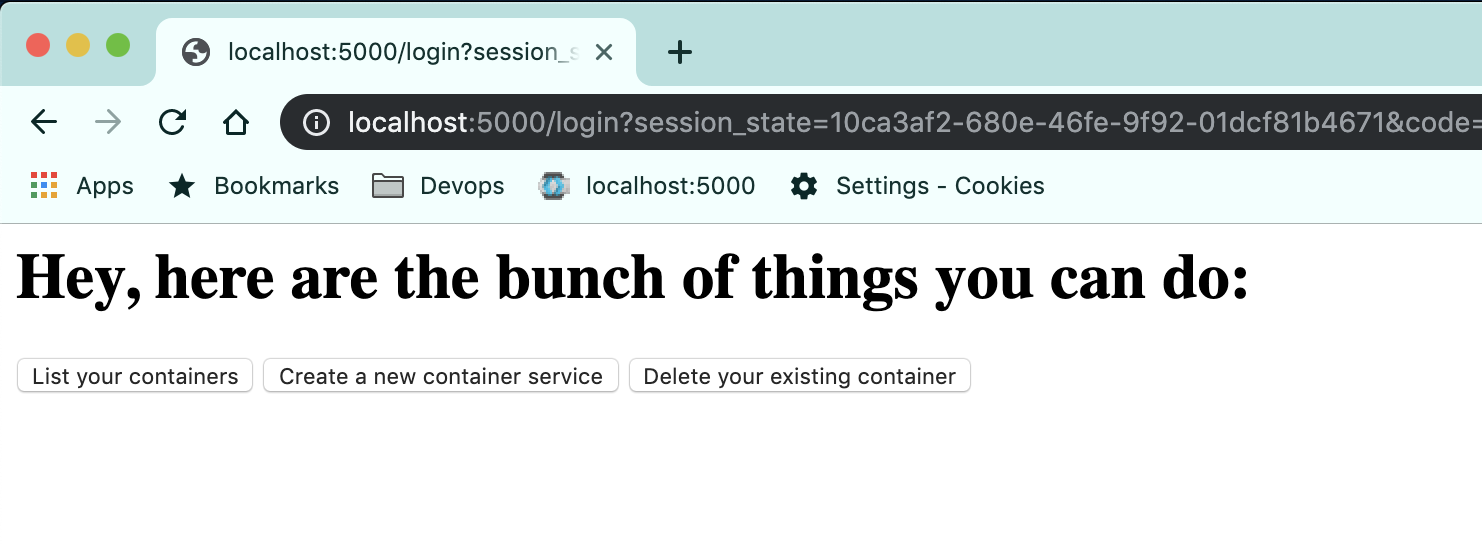 localhost:5000/login?session_s
localhost:5000/login?session_state=10ca3af2-680e-46fe-9f92-01dcf81b4671&code=
Apps Bookmarks Devops localhost:5000 Settings - Cookies
Hey, here are the bunch of things you can do:
List your containers Create a new container service Delete your existing container